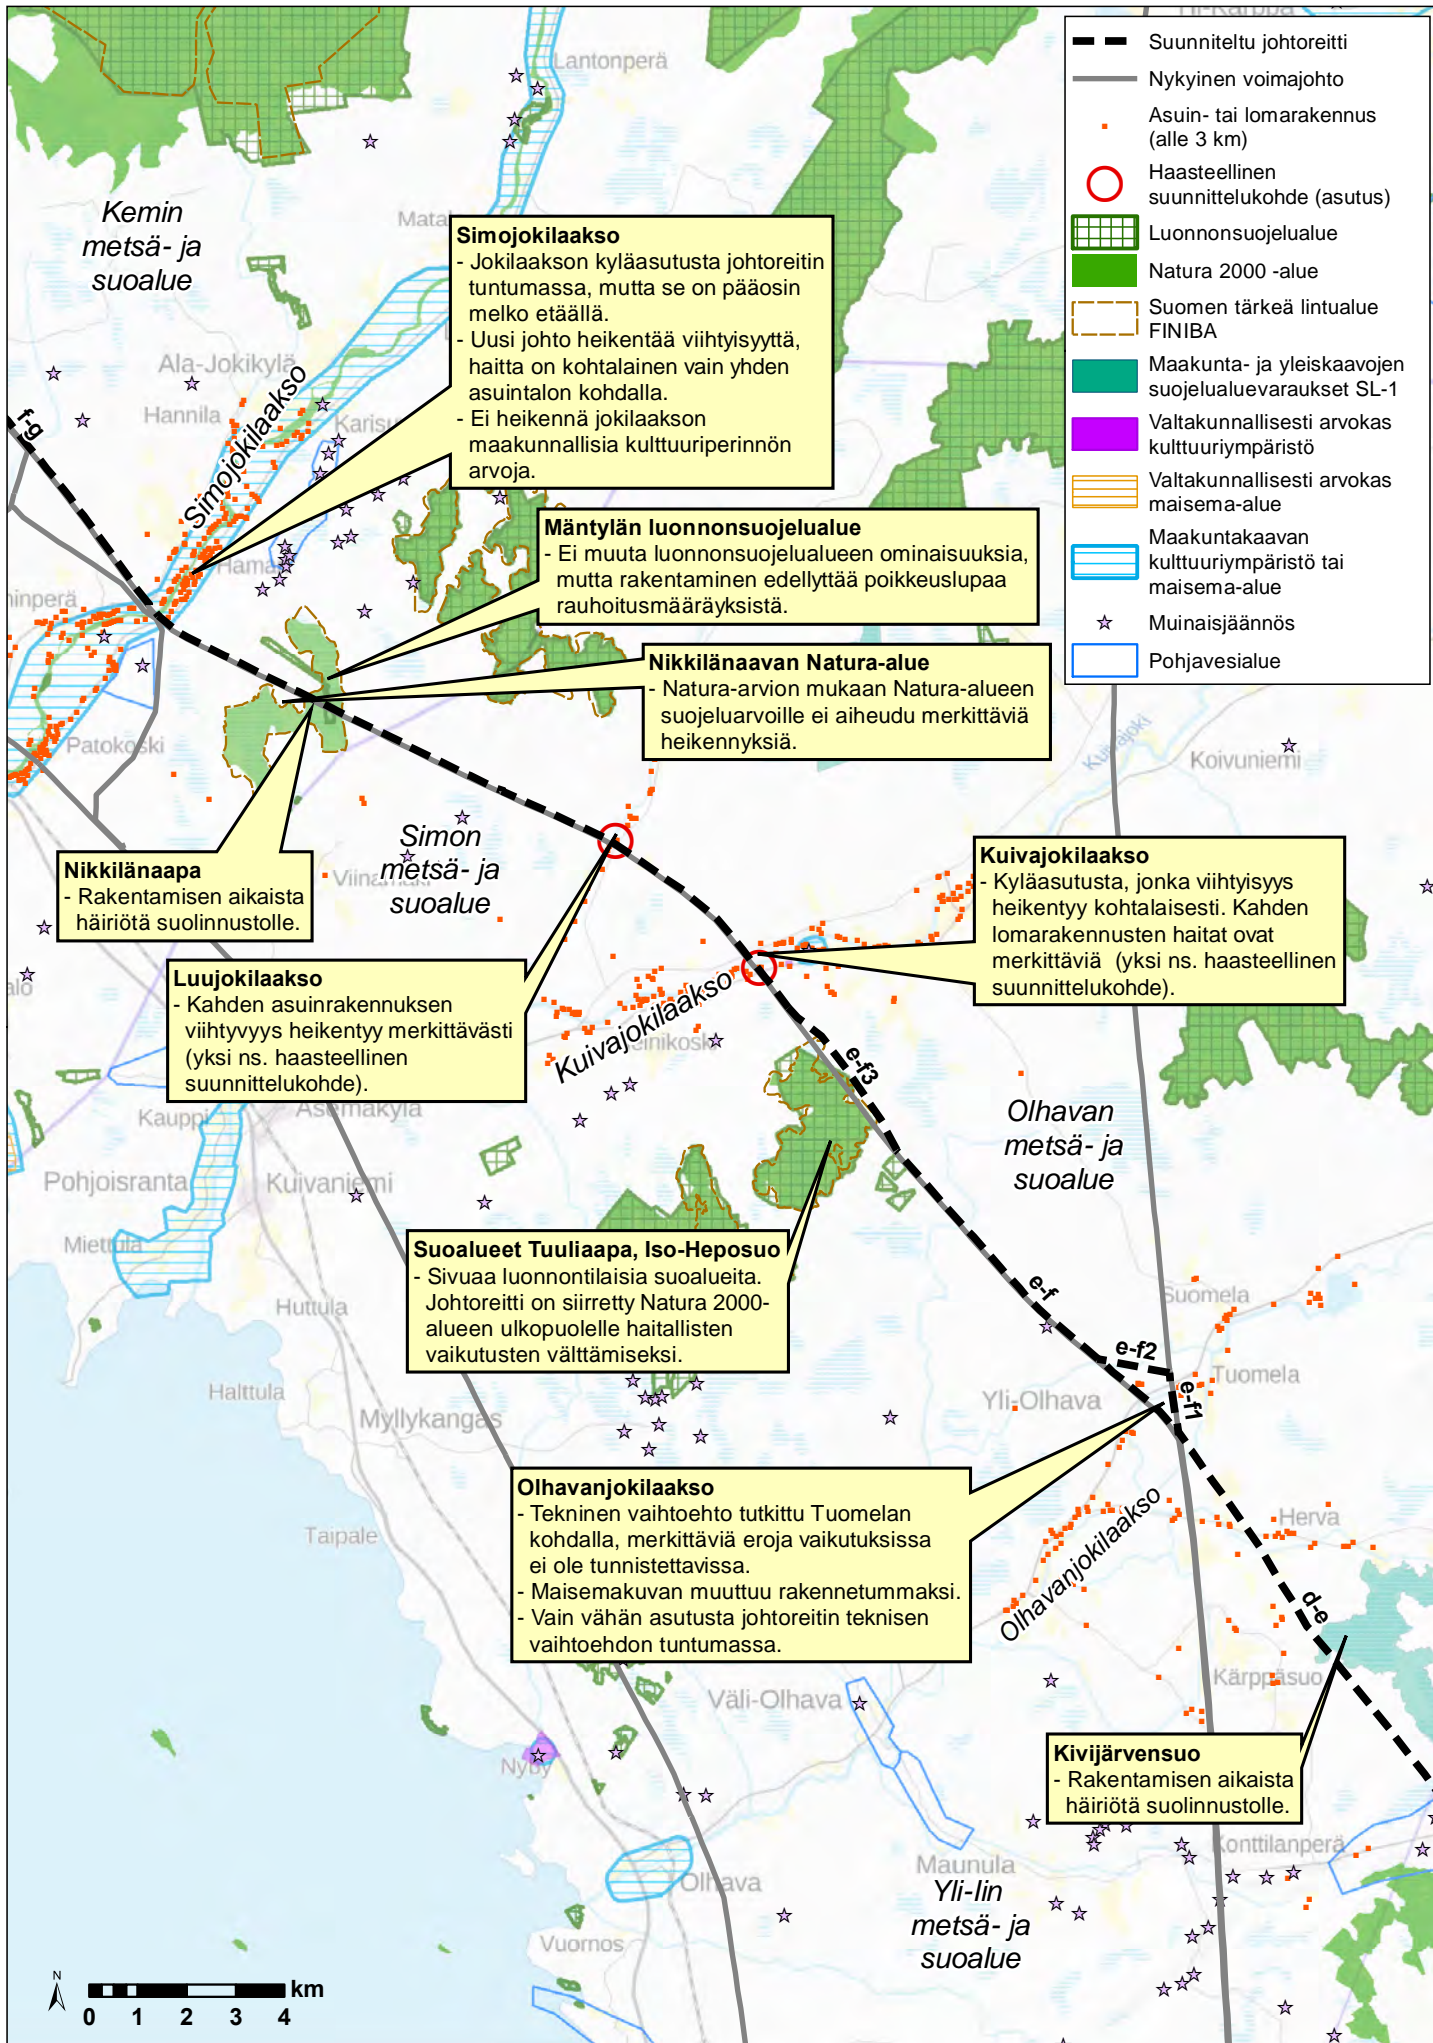 Suunniteltu johtoreitti
Nykyinen voimajohto
Asuin- tai lomarakennus
(alle 3 km)
Haasteellinen
suunnittelukohde (asutus)
Luonnonsuojelualue
Natura 2000 -alue
Suomen tärkeä lintualue
FINIBA
Maakunta- ja yleiskaavojen
suojelualuevaraukset SL-1
Valtakunnallisesti arvokas
kulttuuriympäristö
Valtakunnallisesti arvokas
maisema-alue
Maakuntakaavan
kulttuuriympäristö tai
maisema-alue
Muinaisjäännös
Pohjavesialue
Lantonperä
Kemin
metsä- ja
suoalue
Simojokilaakso
- Jokilaakson kyläasutusta johtoreitin
tuntumassa, mutta se on pääosin
melko etäällä.
- Uusi johto heikentää viihtyisyyttä,
haitta on kohtalainen vain yhden
asuintalon kohdalla.
- Ei heikennä jokilaakson
maakunnallisia kulttuuriperinnön
arvoja.
Ala-Jokikylä
Hannila
f-g
Simojokilaakso
Mäntylän luonnonsuojelualue
- Ei muuta luonnonsuojelualueen ominaisuuksia,
mutta rakentaminen edellyttää poikkeuslupaa
rauhoitusmääräyksistä.
Nikkilänaavan Natura-alue
- Natura-arvion mukaan Natura-alueen
suojeluarvoille ei aiheudu merkittäviä
heikennyksiä.
Patokoski
Kuivajoki
Koivuniemi
Nikkilänaapa
- Rakentamisen aikaista
häiriötä suolinnustolle.
Viinamäki
Simon
metsä- ja
suoalue
Kuivajokilaakso
- Kyläasutusta, jonka viihtyisyys
heikentyy kohtalaisesti. Kahden
lomarakennusten haitat ovat
merkittäviä (yksi ns. haasteellinen
suunnittelukohde).
Luujokilaakso
- Kahden asuinrakennuksen
viihtyvyys heikentyy merkittävästi
(yksi ns. haasteellinen
suunnittelukohde).
Kuivajokilaakso
e-f3
Kauppi
Asemakylä
Olhavan
metsä- ja
suoalue
Pohjoisranta
Kuivaniemi
Miettula
Huttula
Suoalueet Tuuliaapa, Iso-Heposuo
- Sivuaa luonnontilaisia suoalueita.
Johtoreitti on siirretty Natura 2000-
alueen ulkopuolelle haitallisten
vaikutusten välttämiseksi.
e-f
Suomela
e-f2
Tuomela
e-f1
Yli-Olhava
Halttula
Myllykangas
Olhavanjokilaakso
- Tekninen vaihtoehto tutkittu Tuomelan
kohdalla, merkittäviä eroja vaikutuksissa
ei ole tunnistettavissa.
- Maisemakuvan muuttuu rakennetummaksi.
- Vain vähän asutusta johtoreitin teknisen
vaihtoehdon tuntumassa.
Taipale
Olhavanjokilaakso
Herva
d-e
Kärppäsuo
Väli-Olhava
Nyby
Kivijärvensuo
- Rakentamisen aikaista
häiriötä suolinnustolle.
Konttilanperä
Maunula
Olhava
Yli-Iin
metsä- ja
suoalue
Vuornos
N
km
0 1 2 3 4